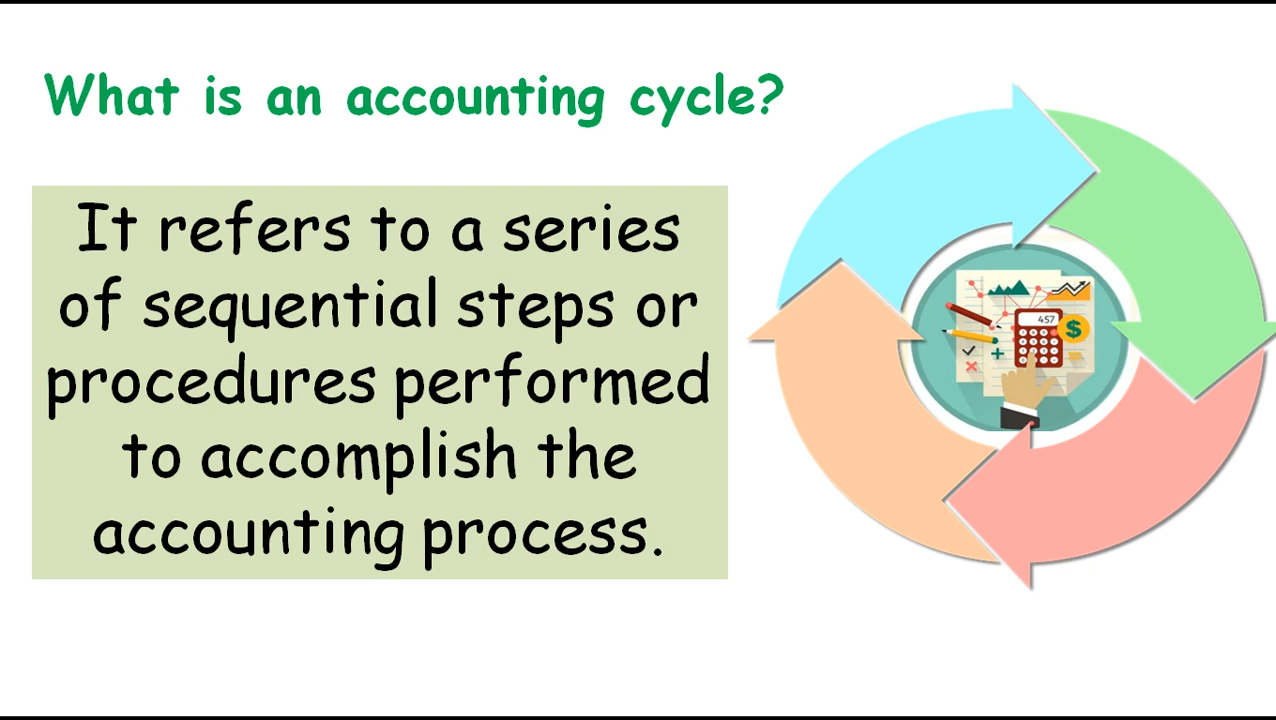 What is an accounting cycle?
It refers to a series
of sequential steps or
procedures performed
to accomplish the
accounting process.
457
$